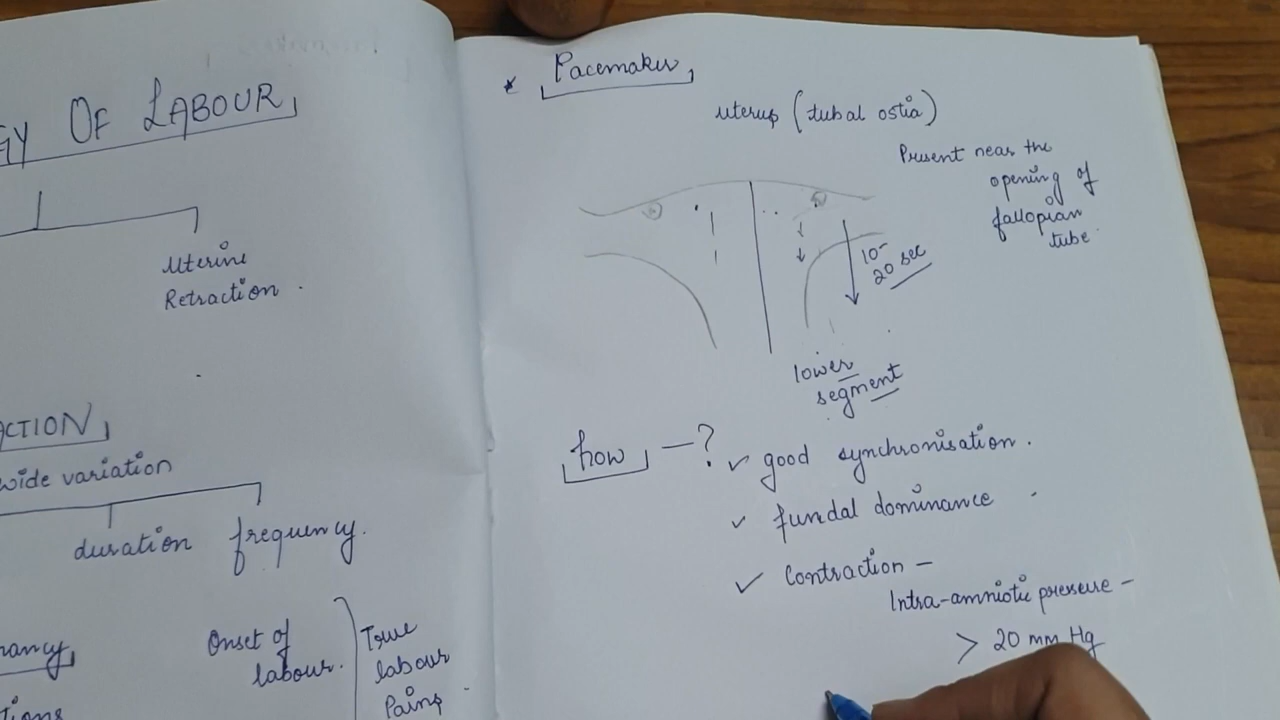 OF LABOUR
Uterine
Retraction.
wide variation
duration frequency.
Onset of
labour.
True
labour
Pains
* Pacemaker
uterus (tubal ostia)
Present near the
opening of
fallopian
tube.
10-
20 sec
lower
segment
how —?
✓ good synchronisation.
✓ fundal dominance
✓ Contraction –
Intra-amniotic pressure –
> 20 mm Hg